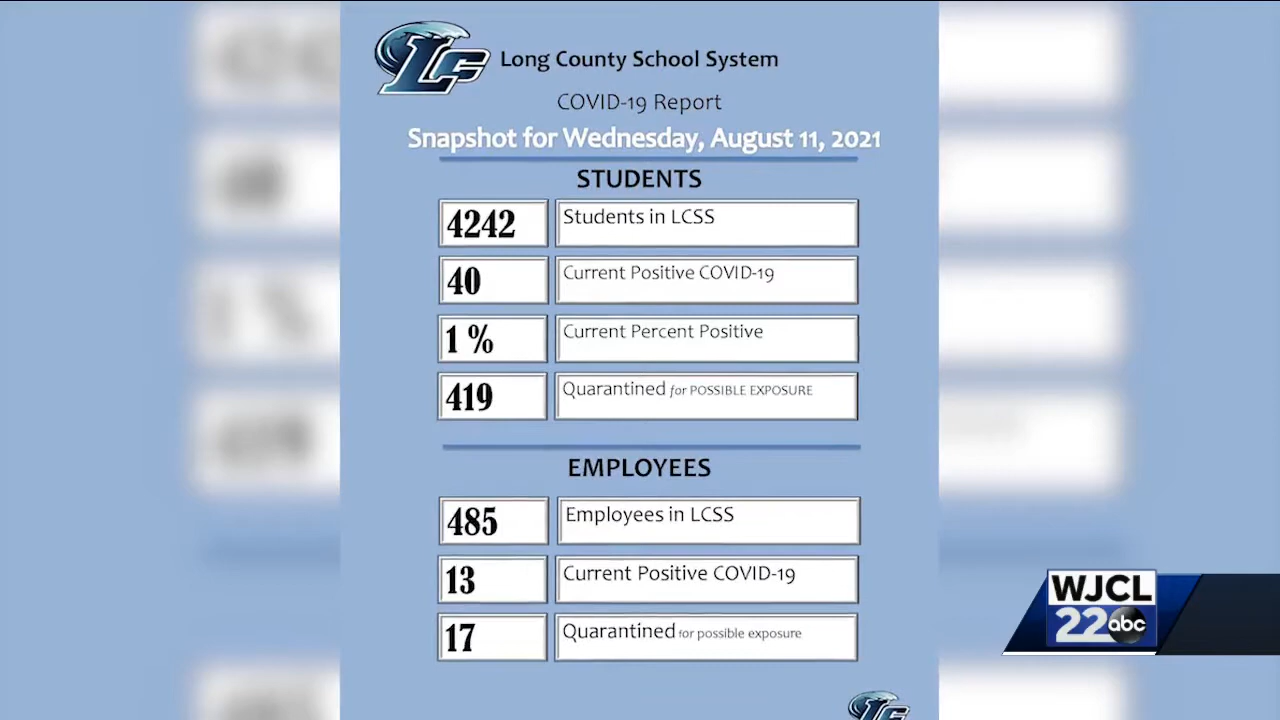 LC
Long County School System
COVID-19 Report
Snapshot for Wednesday, August 11, 2021
STUDENTS
4242 Students in LCSS
40 Current Positive COVID-19
1 % Current Percent Positive
419 Quarantined for POSSIBLE EXPOSURE
EMPLOYEES
485 Employees in LCSS
13 Current Positive COVID-19
17 Quarantined for possible exposure
WJCL
22 abc
LC